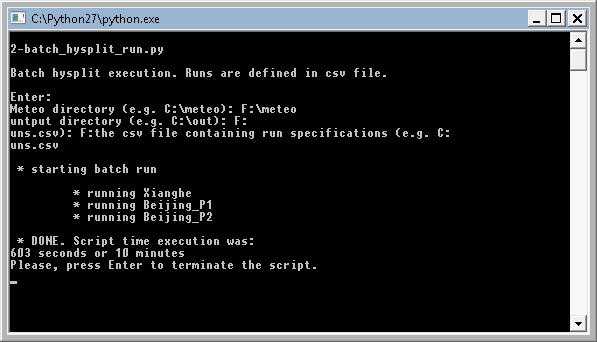 C:\Python27\python.exe
2-batch_hysplit_run.py
Batch hysplit execution. Runs are defined in csv file.
Enter:
Meteo directory (e.g. C:\meteo): F:\meteo
untput directory (e.g. C:\out): F:
uns.csv): F:the csv file containing run specifications (e.g. C:
uns.csv
* starting batch run
* running Xianghe
* running Beijing_P1
* running Beijing_P2
* DONE. Script time execution was:
603 seconds or 10 minutes
Please, press Enter to terminate the script.